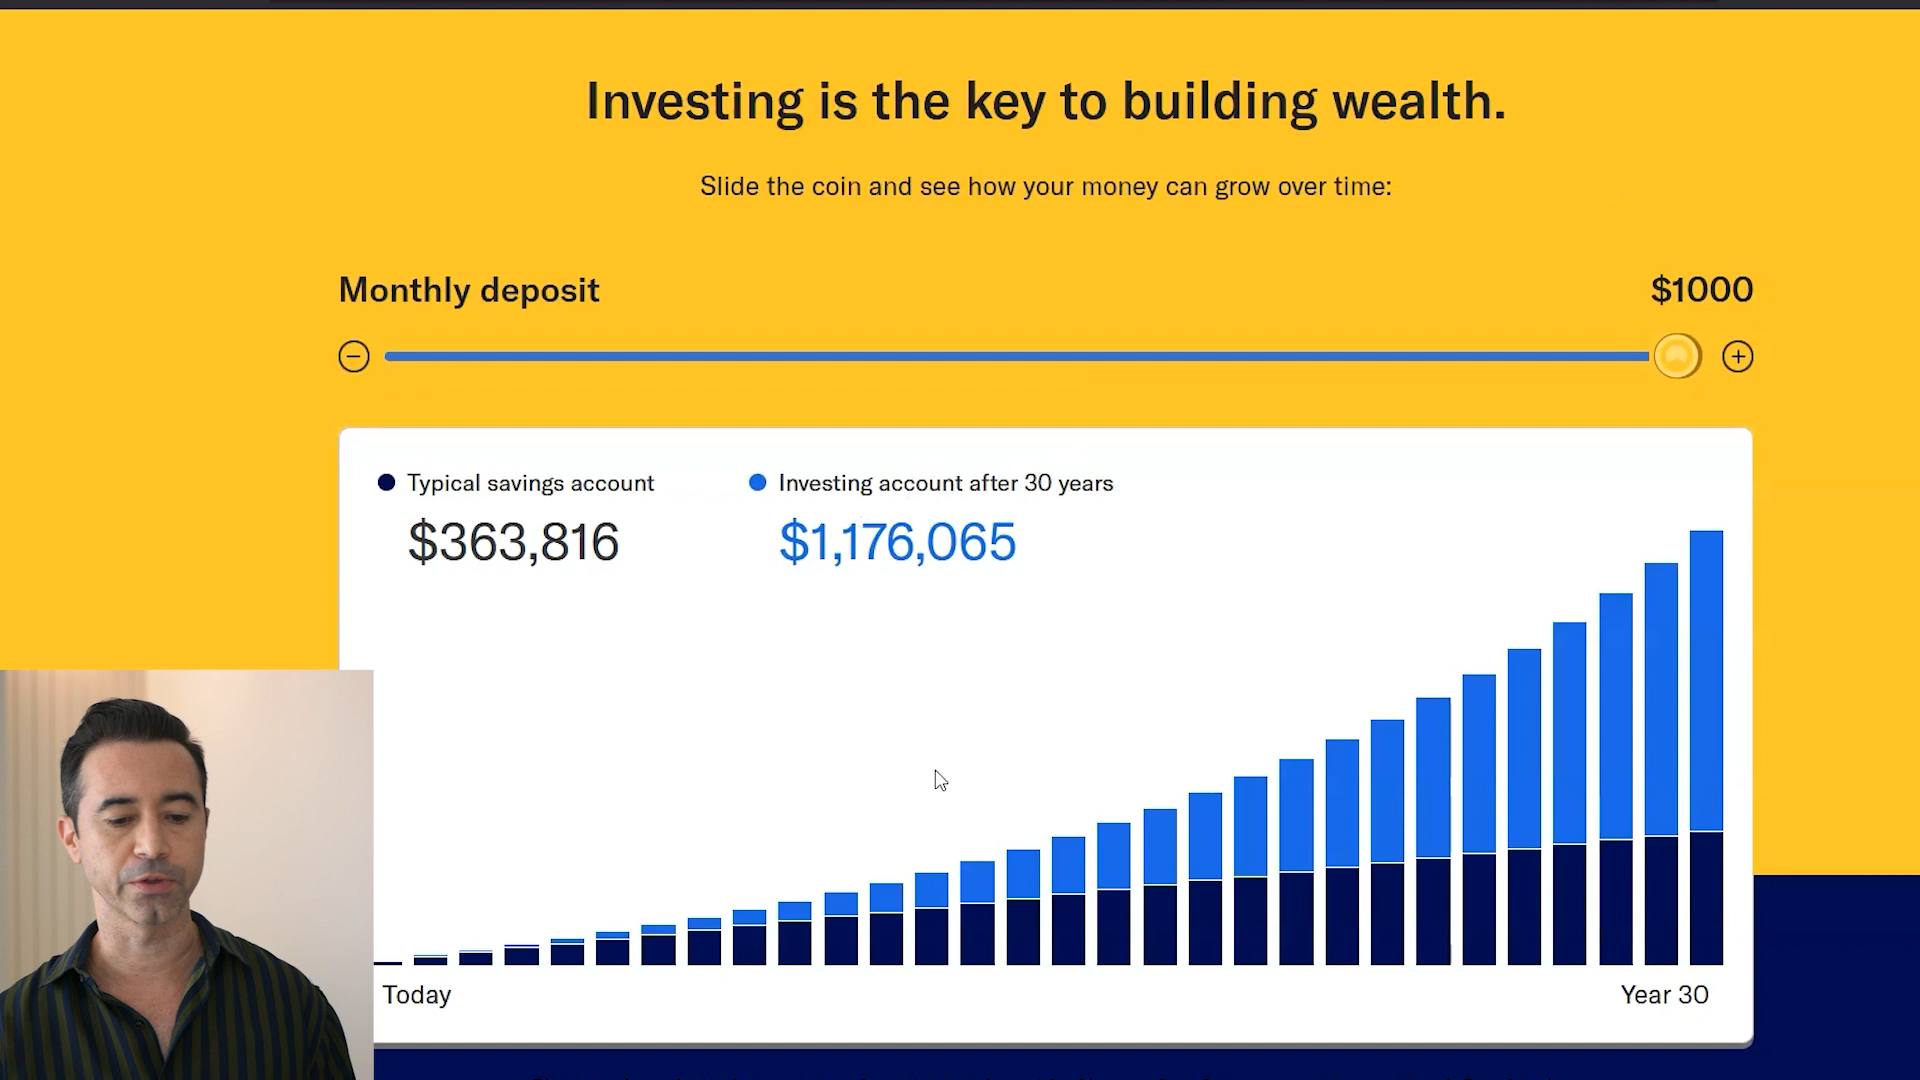 Investing is the key to building wealth.
Slide the coin and see how your money can grow over time:
Monthly deposit
$1000
Typical savings account
Investing account after 30 years
$363,816
$1,176,065
Today
Year 30